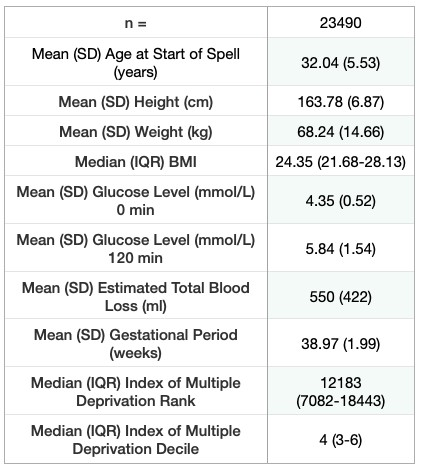 n = 23490
Mean (SD) Age at Start of Spell
(years) 32.04 (5.53)
Mean (SD) Height (cm) 163.78 (6.87)
Mean (SD) Weight (kg) 68.24 (14.66)
Median (IQR) BMI 24.35 (21.68-28.13)
Mean (SD) Glucose Level (mmol/L)
0 min 4.35 (0.52)
Mean (SD) Glucose Level (mmol/L)
120 min 5.84 (1.54)
Mean (SD) Estimated Total Blood
Loss (ml) 550 (422)
Mean (SD) Gestational Period
(weeks) 38.97 (1.99)
Median (IQR) Index of Multiple 12183
Deprivation Rank (7082-18443)
Median (IQR) Index of Multiple
Deprivation Decile 4 (3-6)